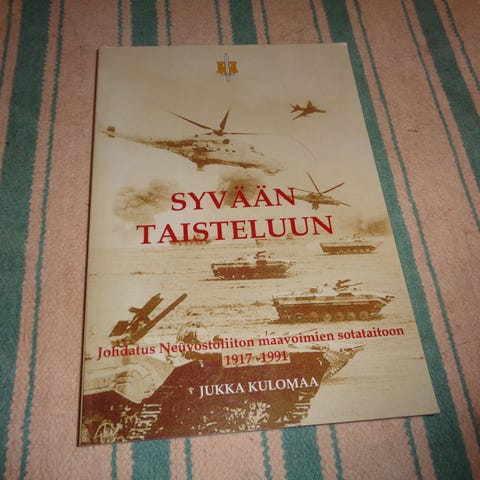 SYVÄÄN
TAISTELUUN
Johdatus Neuvostoliiton maavoimien sotataitoon
1917 -1991
JUKKA KULOMAA